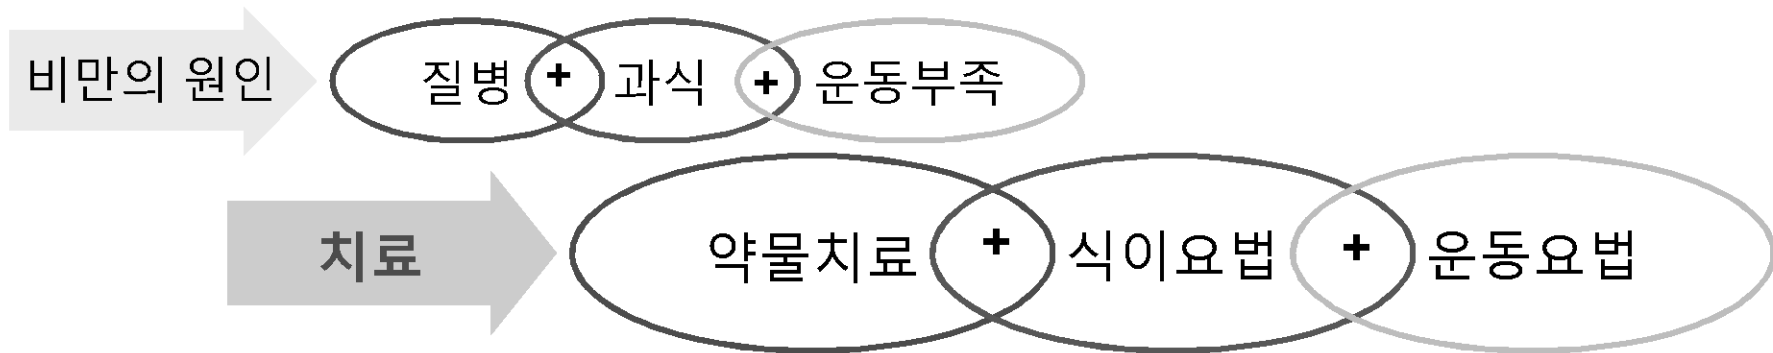 비만의 원인 질병 + 과식 + 운동부족
치료 약물치료 + 식이요법 + 운동요법